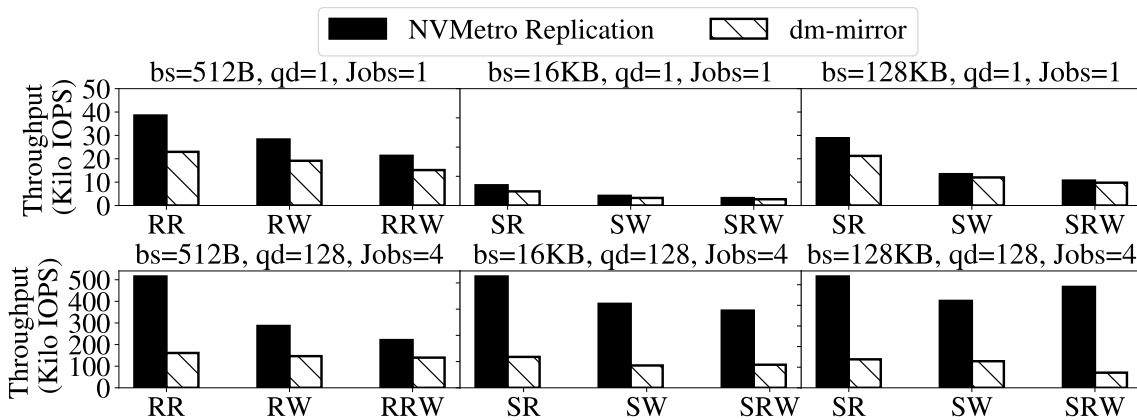 NVMetro Replication dm-mirror
bs=512B, qd=1, Jobs=1 bs=16KB, qd=1, Jobs=1 bs=128KB, qd=1, Jobs=1
Throughput
(Kilo IOPS)
50
40
30
20
10
0
RR RW RRW SR SW SRW SR SW SRW
bs=512B, qd=128, Jobs=4 bs=16KB, qd=128, Jobs=4 bs=128KB, qd=128, Jobs=4
Throughput
(Kilo IOPS)
500
400
300
200
100
0
RR RW RRW SR SW SRW SR SW SRW